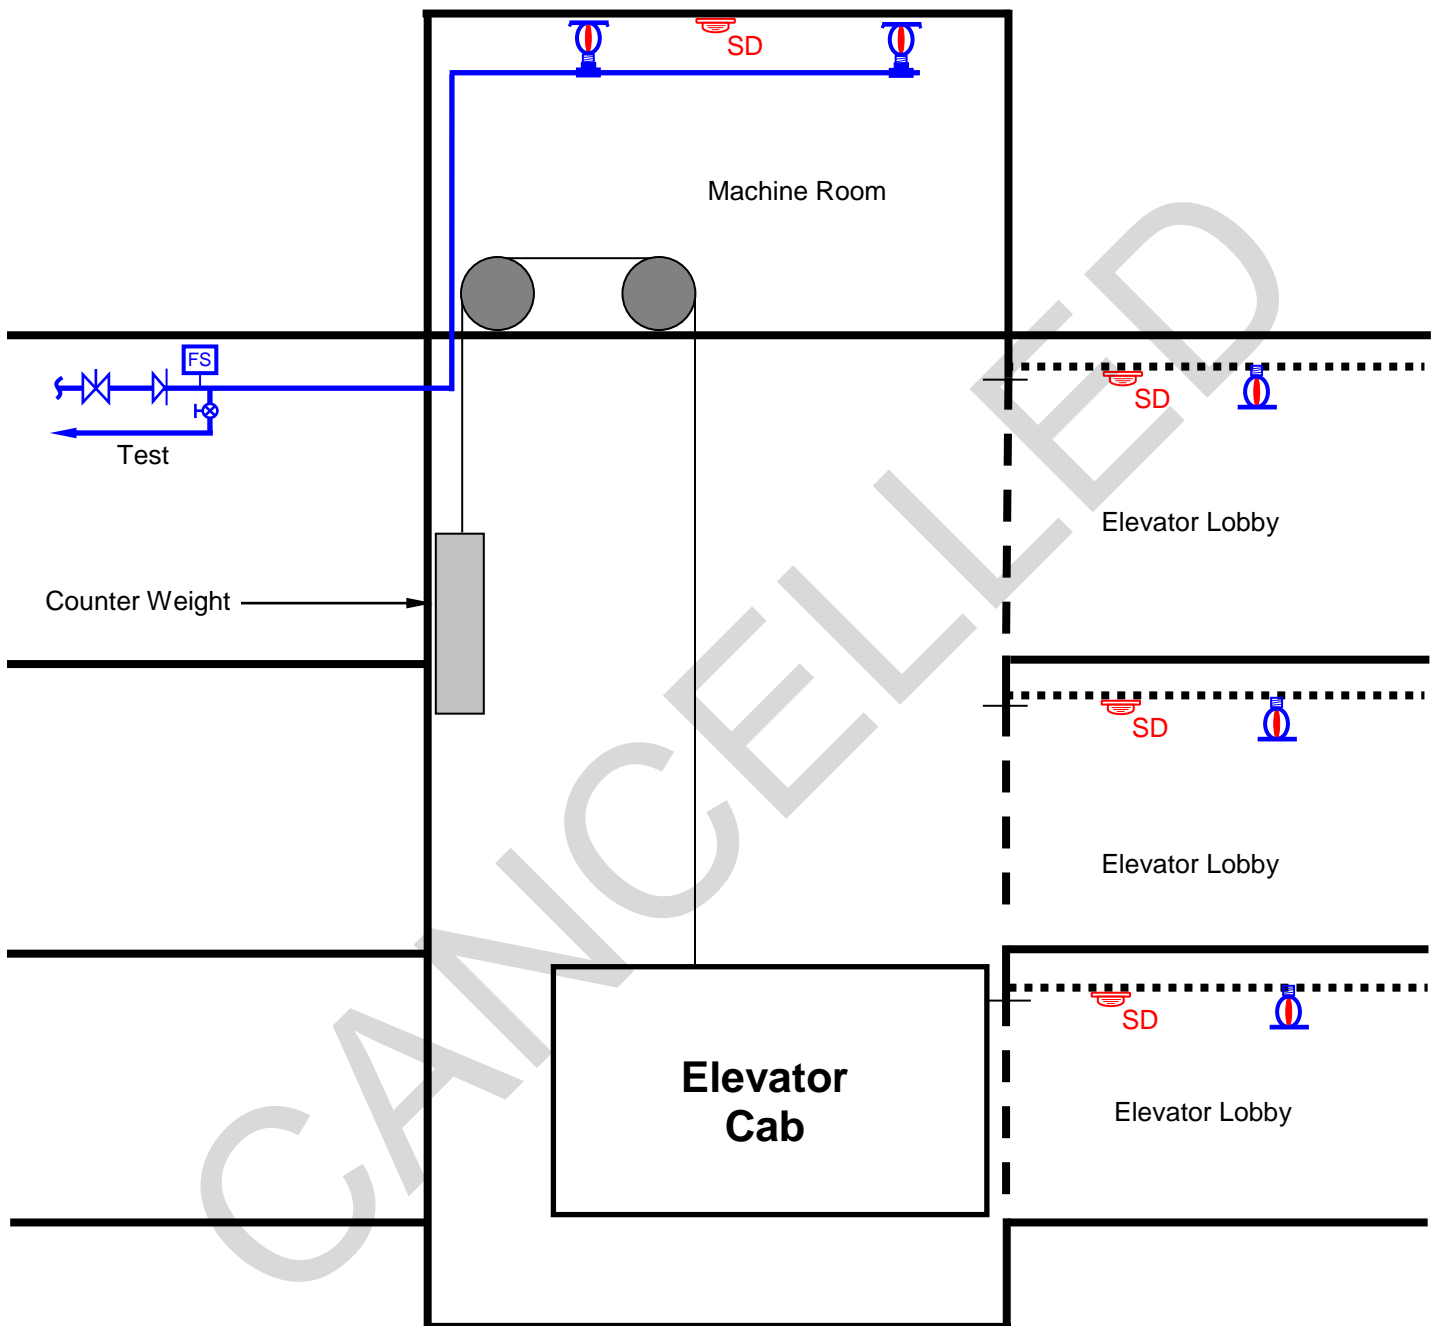 SD
Machine Room
FS
SD
Test
Elevator Lobby
Counter Weight
SD
Elevator Lobby
SD
Elevator
Cab
Elevator Lobby
CANCELLED